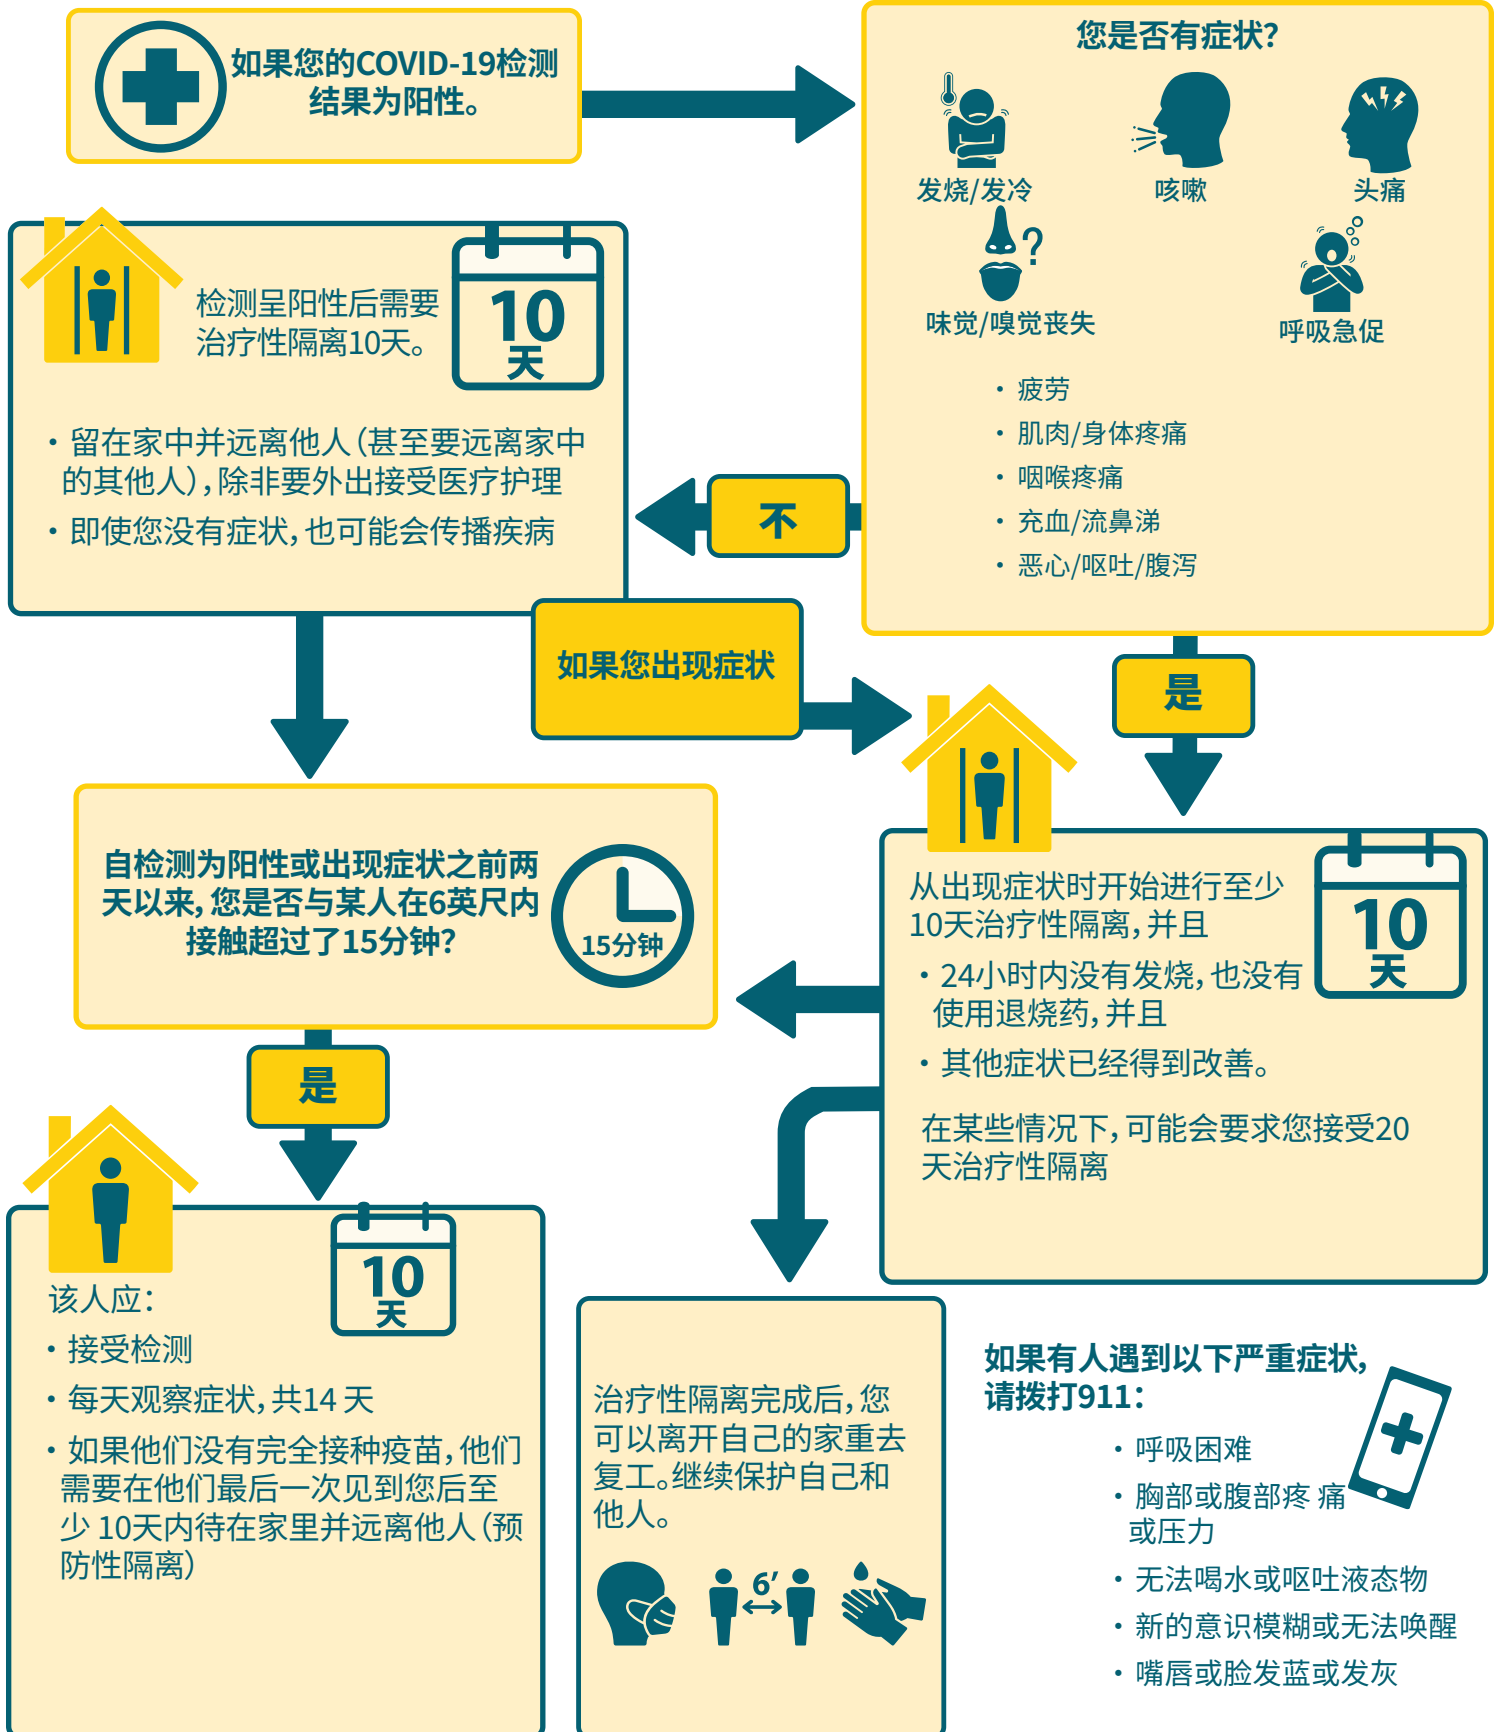 如果您的COVID-19检测
结果为阳性。
您是否有症状？
发烧/发冷
咳嗽
头痛
?
味觉/嗅觉丧失
呼吸急促
• 疲劳
• 肌肉/身体疼痛
• 咽喉疼痛
• 充血/流鼻涕
• 恶心/呕吐/腹泻
检测呈阳性后需要
治疗性隔离10天。
10
天
• 留在家中并远离他人（甚至要远离家中
的其他人），除非要外出接受医疗护理
• 即使您没有症状，也可能会传播疾病
不
如果您出现症状
是
自检测为阳性或出现症状之前两
天以来，您是否与某人在6英尺内
接触超过了15分钟？
15分钟
从出现症状时开始进行至少
10天治疗性隔离，并且
• 24小时内没有发烧，也没有
使用退烧药，并且
• 其他症状已经得到改善。
在某些情况下，可能会要求您接受20
天治疗性隔离
10
天
是
该人应：
10
天
• 接受检测
• 每天观察症状，共14 天
• 如果他们没有完全接种疫苗，他们
需要在他们最后一次见到您后至
少 10天内待在家里并远离他人（预
防性隔离）
治疗性隔离完成后，您
可以离开自己的家重去
复工。继续保护自己和
他人。
6′
如果有人遇到以下严重症状，
请拨打911：
• 呼吸困难
• 胸部或腹部疼 痛
或压力
• 无法喝水或呕吐液态物
• 新的意识模糊或无法唤醒
• 嘴唇或脸发蓝或发灰